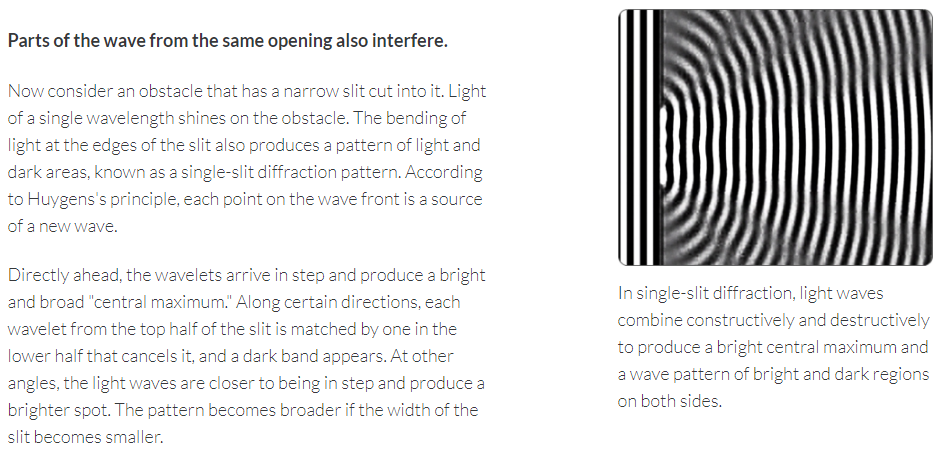 Parts of the wave from the same opening also interfere.
Now consider an obstacle that has a narrow slit cut into it. Light
of a single wavelength shines on the obstacle. The bending of
light at the edges of the slit also produces a pattern of light and
dark areas, known as a single-slit diffraction pattern. According
to Huygens's principle, each point on the wave front is a source
of a new wave.
Directly ahead, the wavelets arrive in step and produce a bright
and broad "central maximum." Along certain directions, each
wavelet from the top half of the slit is matched by one in the
lower half that cancels it, and a dark band appears. At other
angles, the light waves are closer to being in step and produce a
brighter spot. The pattern becomes broader if the width of the
slit becomes smaller.
In single-slit diffraction, light waves
combine constructively and destructively
to produce a bright central maximum and
a wave pattern of bright and dark regions
on both sides.